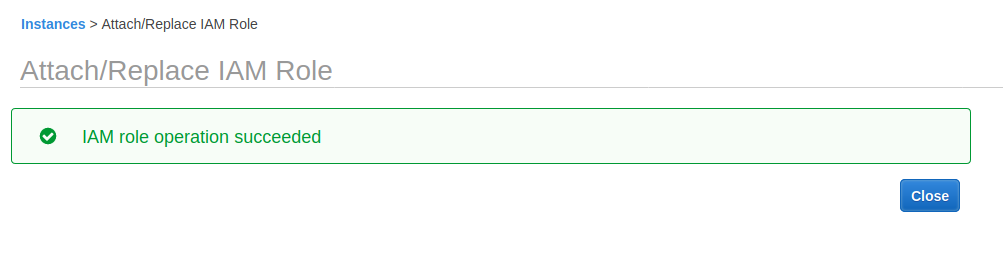 Instances > Attach/Replace IAM Role
Attach/Replace IAM Role
IAM role operation succeeded
Close